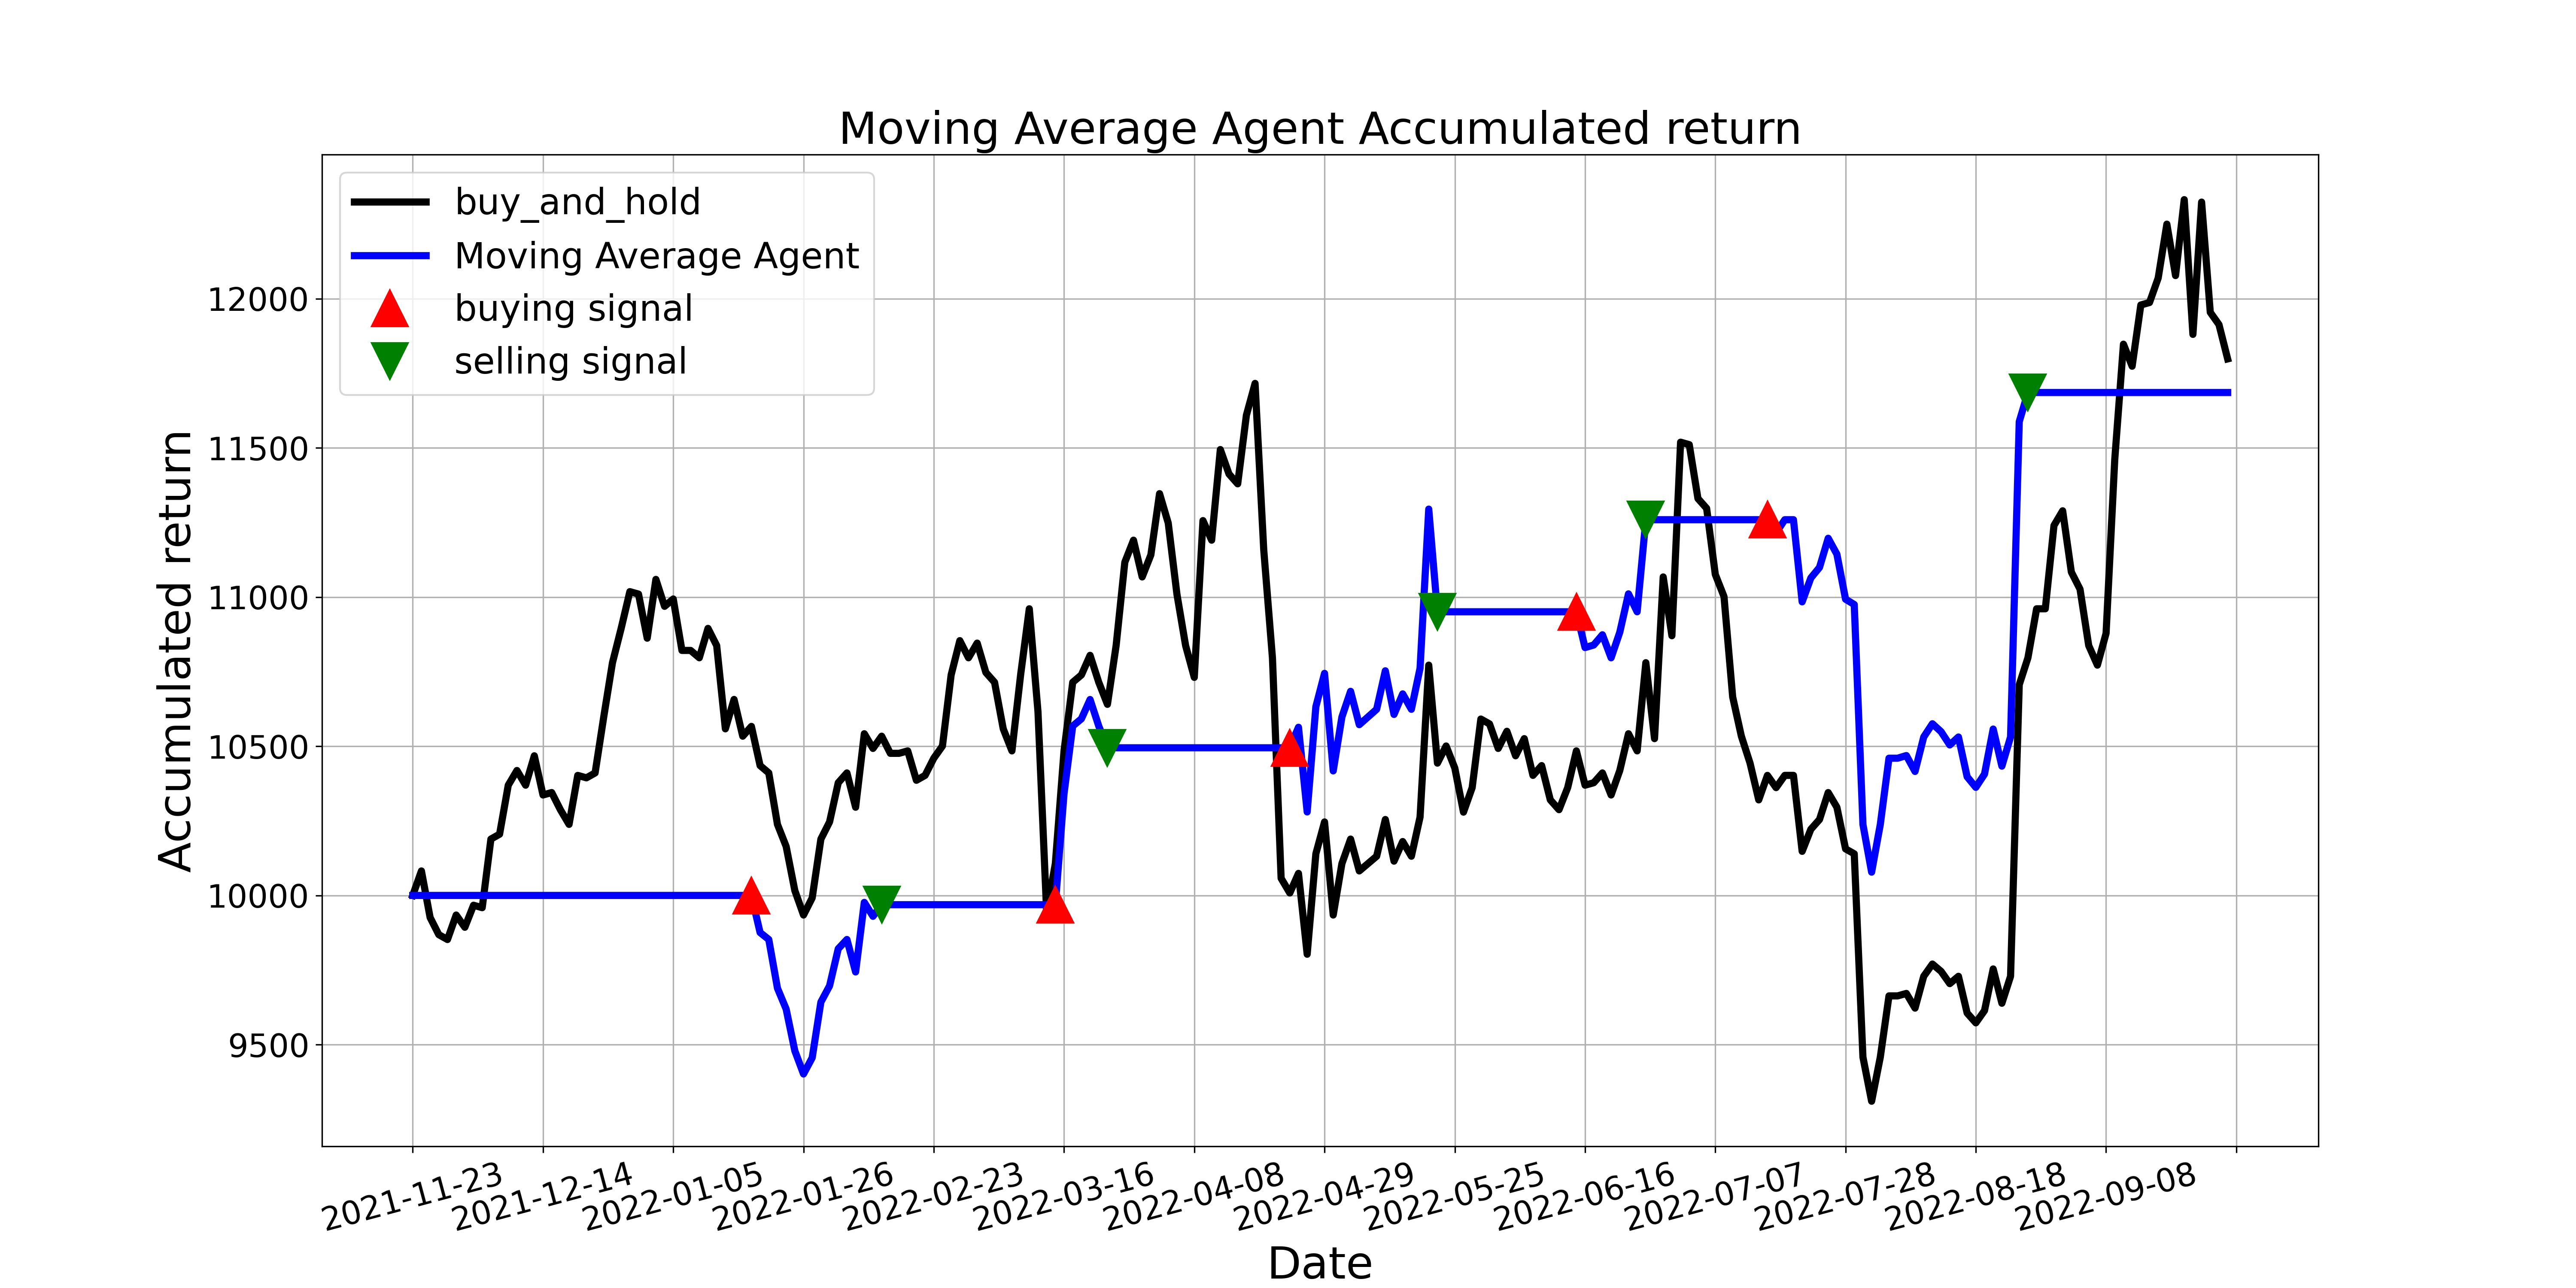 Moving Average Agent Accumulated return
buy_and_hold
Moving Average Agent
buying signal
selling signal
Accumulated return
12000
11500
11000
10500
10000
9500
2021-11-23
2021-12-14
2022-01-05
2022-01-26
2022-02-23
2022-03-16
2022-04-08
2022-04-29
2022-05-25
2022-06-16
2022-07-07
2022-07-28
2022-08-18
2022-09-08
Date